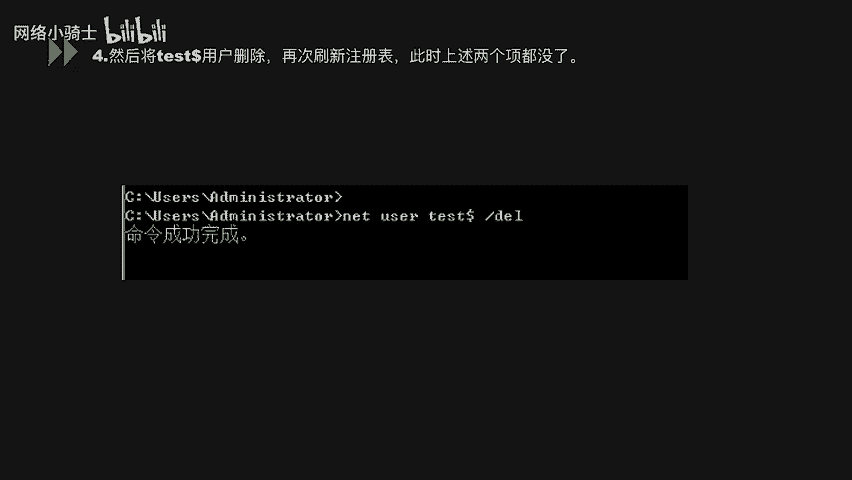 网络小骑士 bilibili
4.然后将test$用户删除，再次刷新注册表，此时上述两个项都没了。
C:\Users\Administrator>
C:\Users\Administrator>net user test$ /del
命令成功完成。